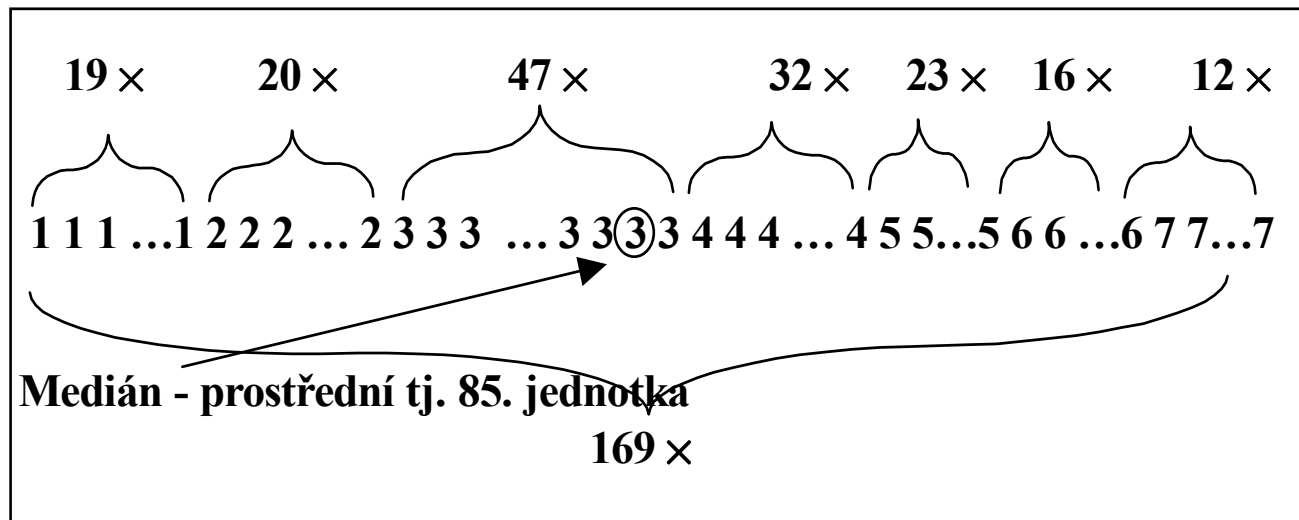 19 × 20 × 47 × 32 × 23 × 16 × 12 ×
1 1 1 …1 2 2 2 … 2 3 3 3 … 3 3 3 3 4 4 4 … 4 5 5…5 6 6 …6 7 7…7
Medián - prostřední tj. 85. jednotka
169 ×